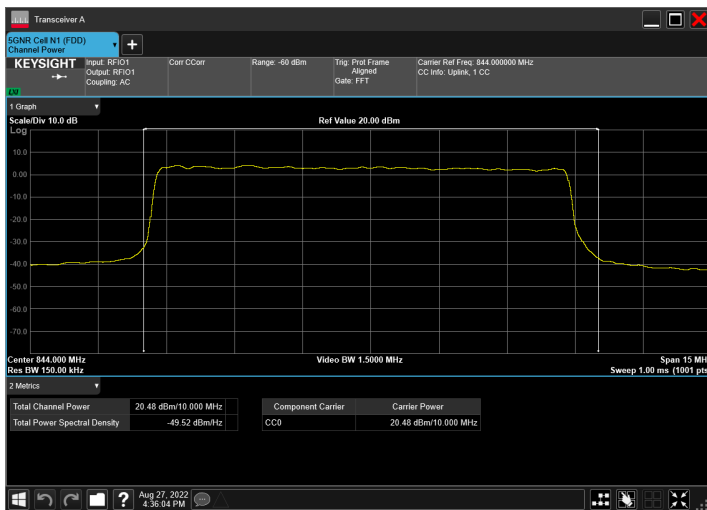 Transceiver A
5GNR Cell N1 (FDD)
Channel Power
KEYSIGHT
Input: RFIO1
Output: RFIO1
Coupling: AC
Corr CCorr
Range: -60 dBm
Trig: Prot Frame
Aligned
Gate: FFT
Carrier Ref Freq: 844.000000 MHz
CC Info: Uplink, 1 CC
LXI
1 Graph
Scale/Div 10.0 dB
Ref Value 20.00 dBm
Log
10.0
0.00
-10.0
-20.0
-30.0
-40.0
-50.0
-60.0
-70.0
Center 844.000 MHz
Video BW 1.5000 MHz
Span 15 MH
Res BW 150.00 kHz
Sweep 1.00 ms (1001 pts
2 Metrics
Total Channel Power 20.48 dBm/10.000 MHz
Total Power Spectral Density -49.52 dBm/Hz
Component Carrier Carrier Power
CC0 20.48 dBm/10.000 MHz
?
Aug 27, 2022
4:36:04 PM